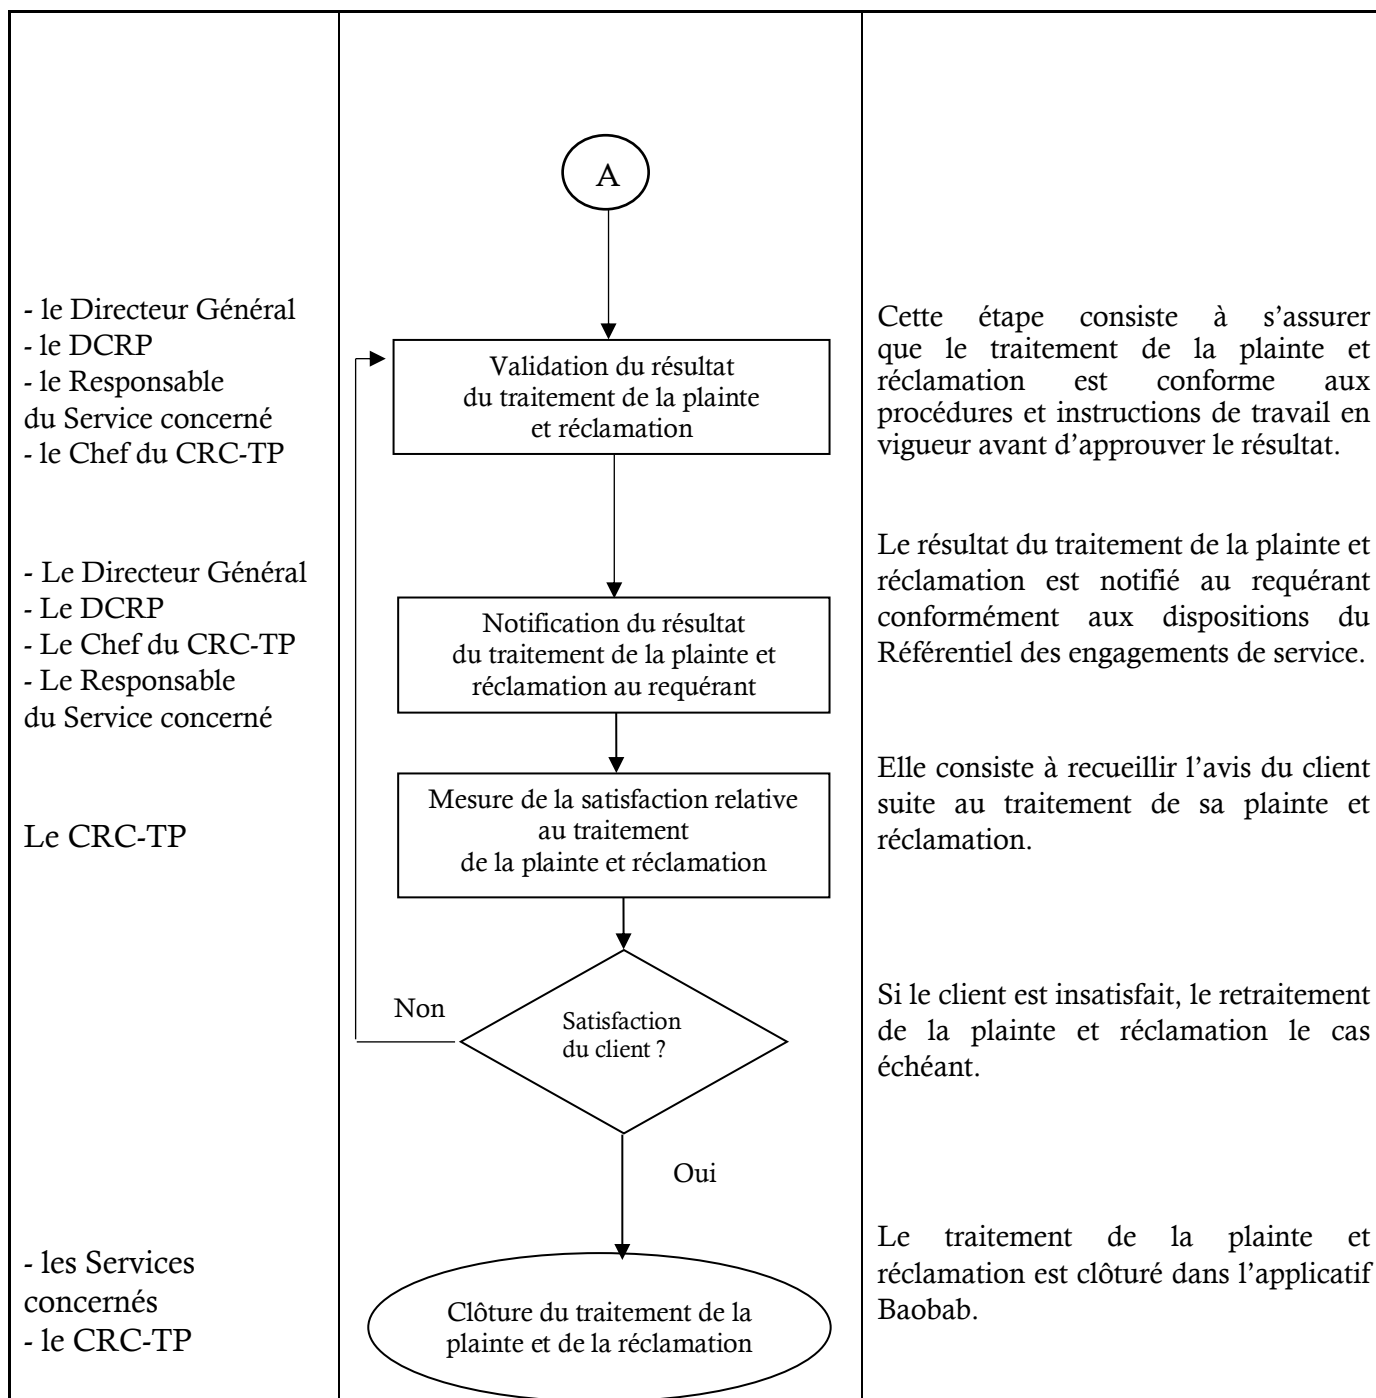 A
- le Directeur Général
- le DCRP
- le Responsable
du Service concerné
- le Chef du CRC-TP
Validation du résultat
du traitement de la plainte
et réclamation
Cette étape consiste à s’assurer
que le traitement de la plainte et
réclamation est conforme aux
procédures et instructions de travail en
vigueur avant d’approuver le résultat.
- Le Directeur Général
- Le DCRP
- Le Chef du CRC-TP
- Le Responsable
du Service concerné
Notification du résultat
du traitement de la plainte et
réclamation au requérant
Le résultat du traitement de la plainte et
réclamation est notifié au requérant
conformément aux dispositions du
Référentiel des engagements de service.
Le CRC-TP
Mesure de la satisfaction relative
au traitement
de la plainte et réclamation
Elle consiste à recueillir l’avis du client
suite au traitement de sa plainte et
réclamation.
Non
Satisfaction
du client ?
Si le client est insatisfait, le retraitement
de la plainte et réclamation le cas
échéant.
Oui
- les Services
concernés
- le CRC-TP
Clôture du traitement de la
plainte et de la réclamation
Le traitement de la plainte et
réclamation est clôturé dans l’applicatif
Baobab.